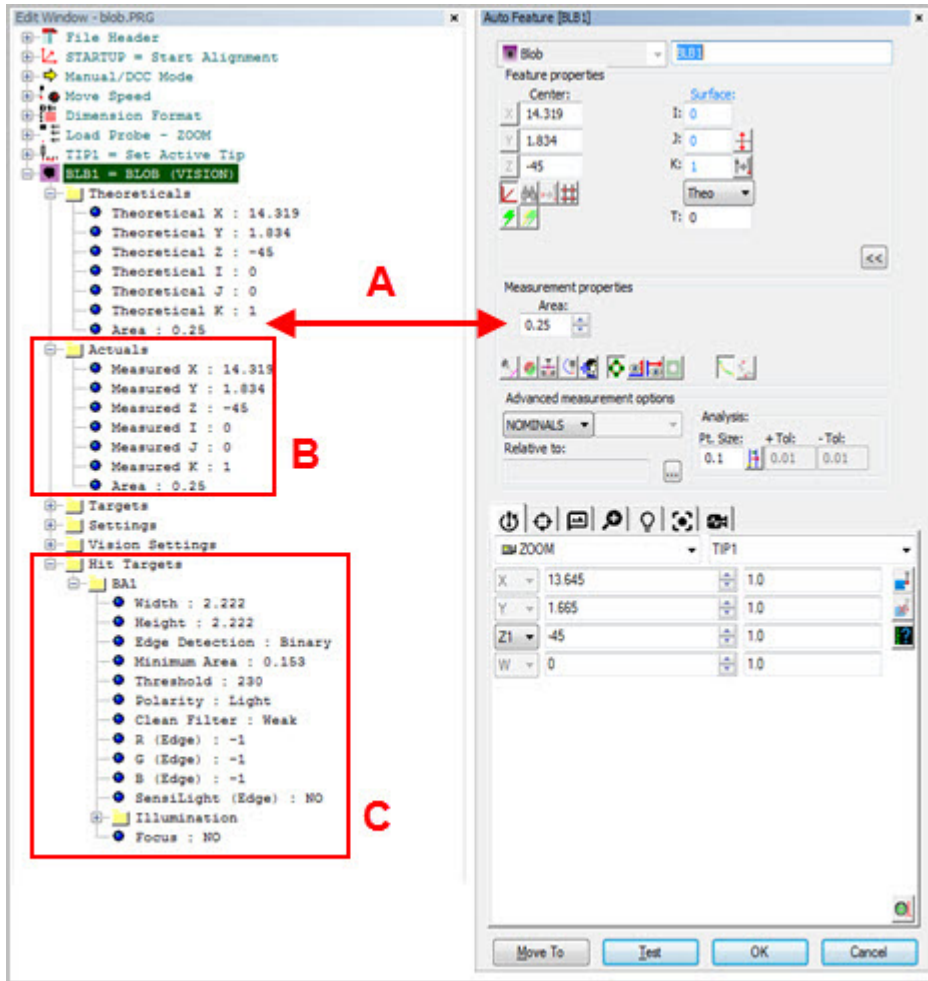 Edit Window - blob.PRG
File Header
STARTUP = Start Alignment
Manual/DCC Mode
Move Speed
Dimension Format
Load Probe - ZOOM
TIP1 = Set Active Tip
BLB1 = BLOB (VISION)
Theoreticals
Theoretical X : 14.319
Theoretical Y : 1.834
Theoretical Z : -45
Theoretical I : 0
Theoretical J : 0
Theoretical K : 1
Area : 0.25
Actuals
Measured X : 14.319
Measured Y : 1.834
Measured Z : -45
Measured I : 0
Measured J : 0
Measured K : 1
Area : 0.25
Targets
Settings
Vision Settings
Hit Targets
BA1
Width : 2.222
Height : 2.222
Edge Detection : Binary
Minimum Area : 0.153
Threshold : 230
Polarity : Light
Clean Filter : Weak
R (Edge) : -1
G (Edge) : -1
B (Edge) : -1
SensiLight (Edge) : NO
Illumination
Focus : NO
A
B
C
Auto Feature [BLB1]
Blob BLB1
Feature properties
Center: Surface:
X 14.319 I: 0
Y 1.834 J: 0
Z -45 K: 1
Theo
T: 0
<<
Measurement properties
Area:
0.25
Advanced measurement options
NOMINALS Analysis:
Pt. Size: + Tol: - Tol:
Relative to: 0.1 0.01 0.01
...
ZOOM TIP1
X 13.645 1.0
Y 1.665 1.0
Z1 -45 1.0
W 0 1.0
Move To Test OK Cancel